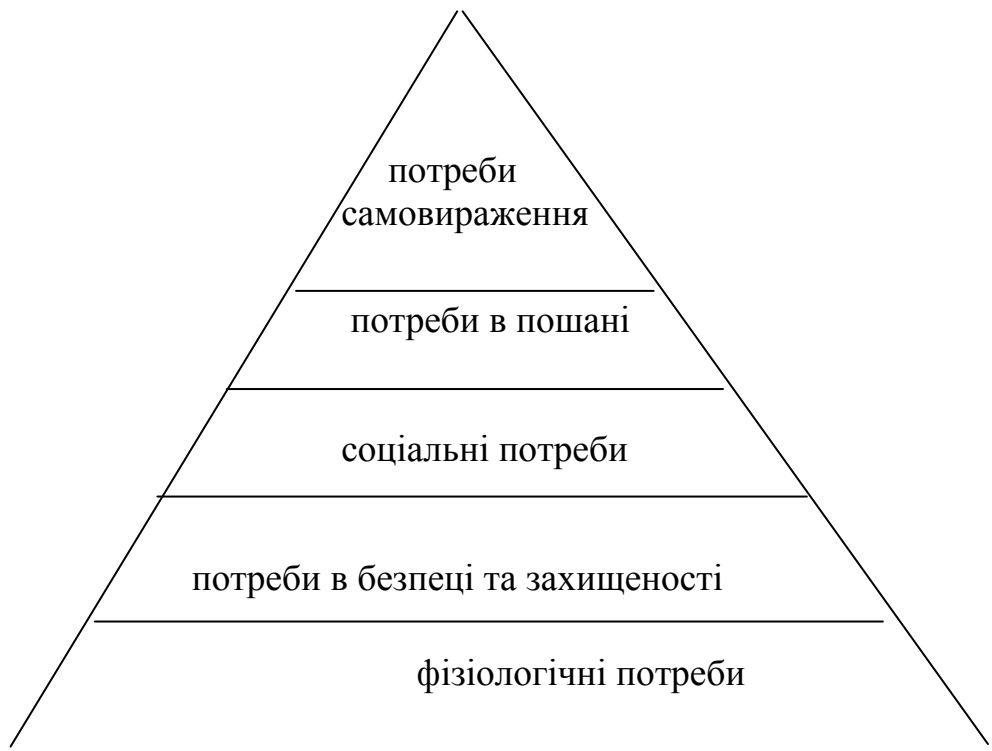 потреби
самовираження
потреби в пошані
соціальні потреби
потреби в безпеці та захищеності
фізіологічні потреби